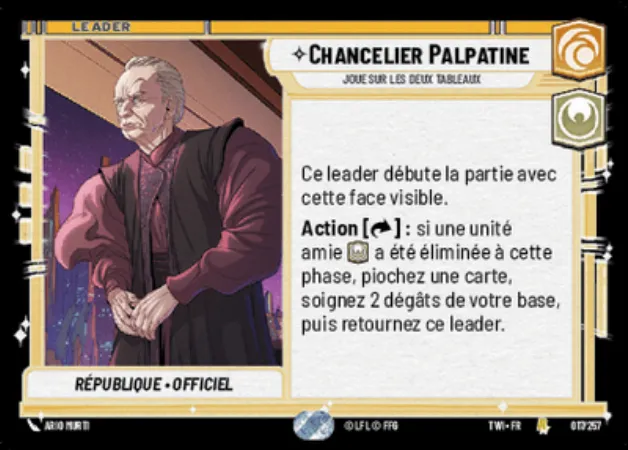 LEADER
CHANCELIER PALPATINE
JOUE SUR LES DEUX TABLEAUX
Ce leader débute la partie avec
cette face visible.
Action [ ] : si une unité
amie a été éliminée à cette
phase, piochez une carte,
soignez 2 dégâts de votre base,
puis retournez ce leader.
RÉPUBLIQUE • OFFICIEL
ARIO MURTI
© LFL © FFG
TWI • FR
017/257